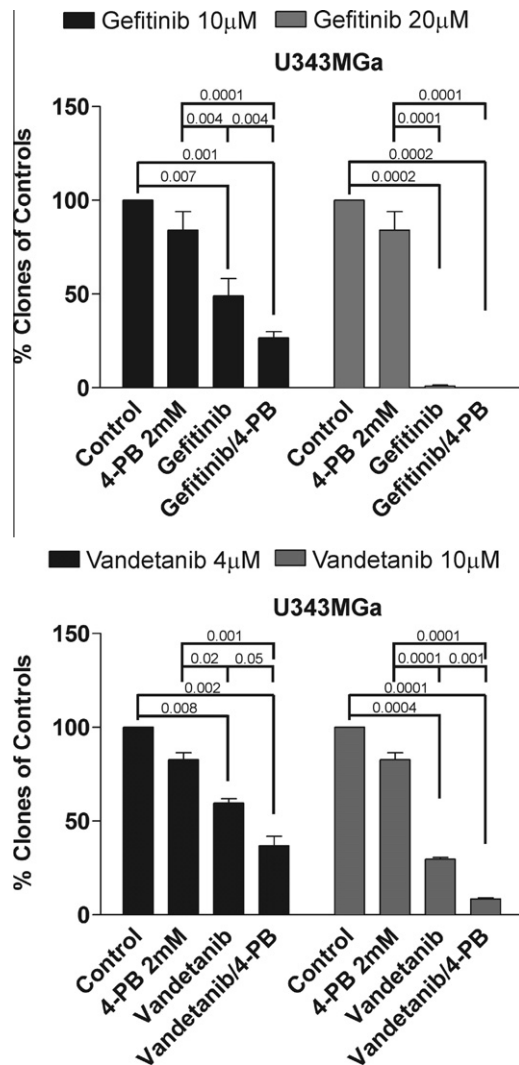 Gefitinib 10µM Gefitinib 20µM
U343MGa
% Clones of Controls
150
100
50
0
0.0001 0.0001
0.004 0.004 0.0001
0.001 0.0002
0.007 0.0002
Control 4-PB 2mM Gefitinib Gefitinib/4-PB Control 4-PB 2mM Gefitinib Gefitinib/4-PB
Vandetanib 4µM Vandetanib 10µM
U343MGa
% Clones of Controls
150
100
50
0
0.001 0.0001
0.02 0.05 0.0001 0.001
0.002 0.0001
0.008 0.0004
Control 4-PB 2mM Vandetanib Vandetanib/4-PB Control 4-PB 2mM Vandetanib Vandetanib/4-PB